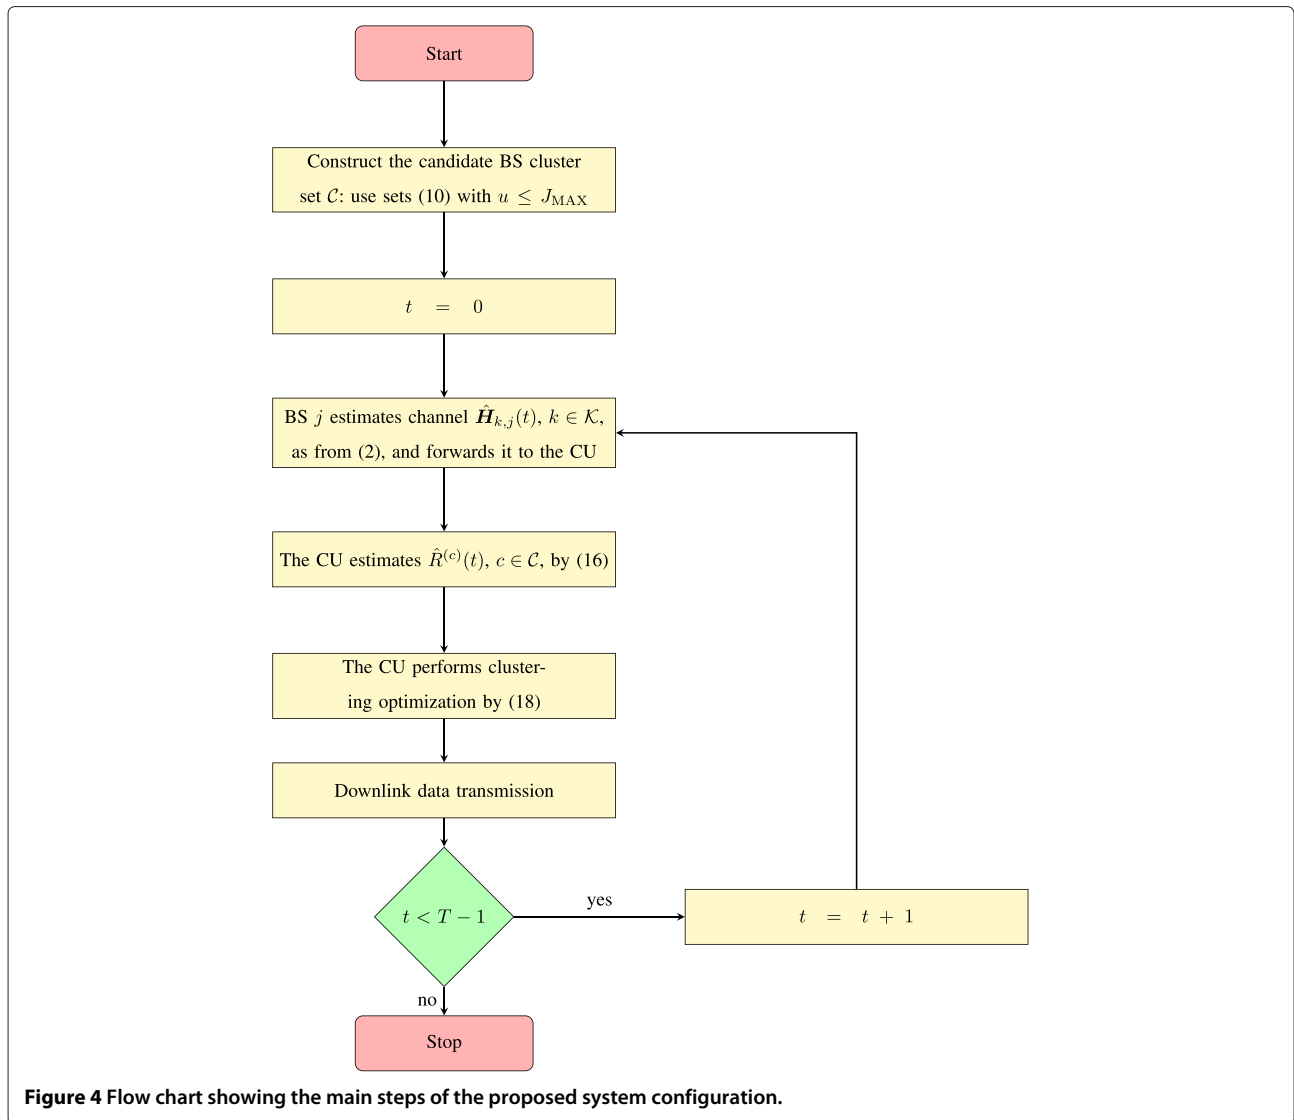 Start
Construct the candidate BS cluster
set 𝒞: use sets (10) with u ≤ J_MAX
t = 0
BS j estimates channel Ĥ_{k,j}(t), k ∈ 𝒦,
as from (2), and forwards it to the CU
The CU estimates R̂^{(c)}(t), c ∈ 𝒞, by (16)
The CU performs cluster-
ing optimization by (18)
Downlink data transmission
t < T − 1
yes
t = t + 1
no
Stop
Figure 4 Flow chart showing the main steps of the proposed system configuration.